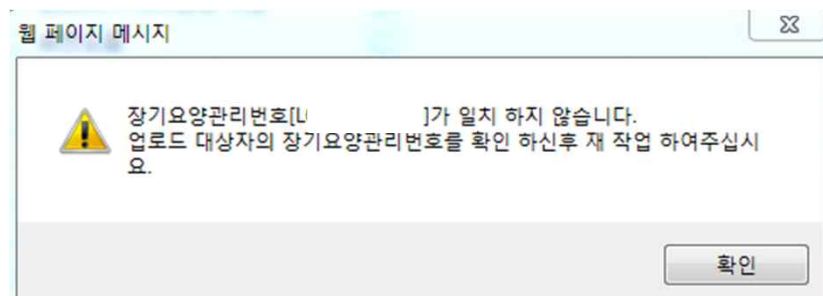 웹 페이지 메시지
장기요양관리번호[L ]가 일치 하지 않습니다.
업로드 대상자의 장기요양관리번호를 확인 하신후 재 작업 하여주십시
요.
확인